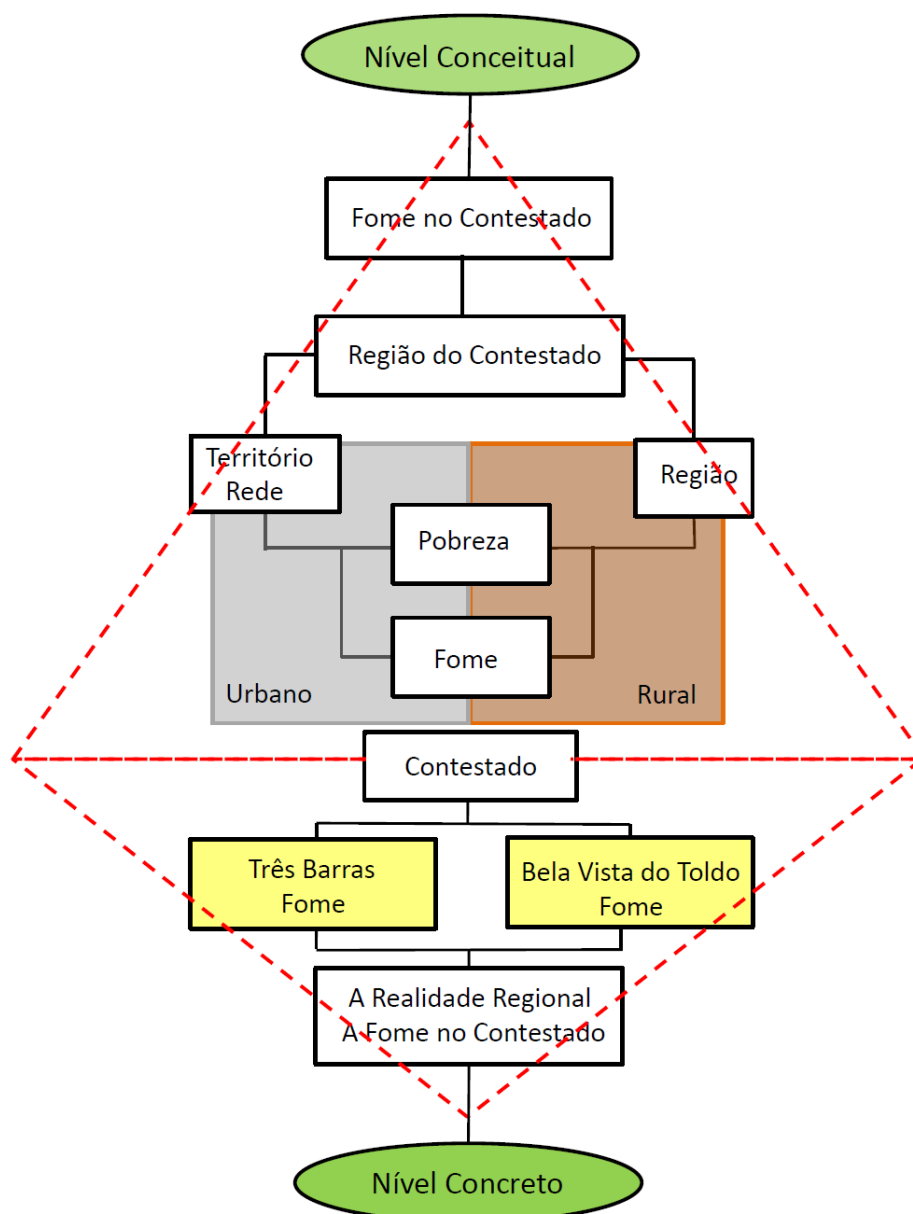 Nível Conceitual
Fome no Contestado
Região do Contestado
Território
Rede
Região
Pobreza
Fome
Urbano
Rural
Contestado
Três Barras
Fome
Bela Vista do Toldo
Fome
A Realidade Regional
A Fome no Contestado
Nível Concreto